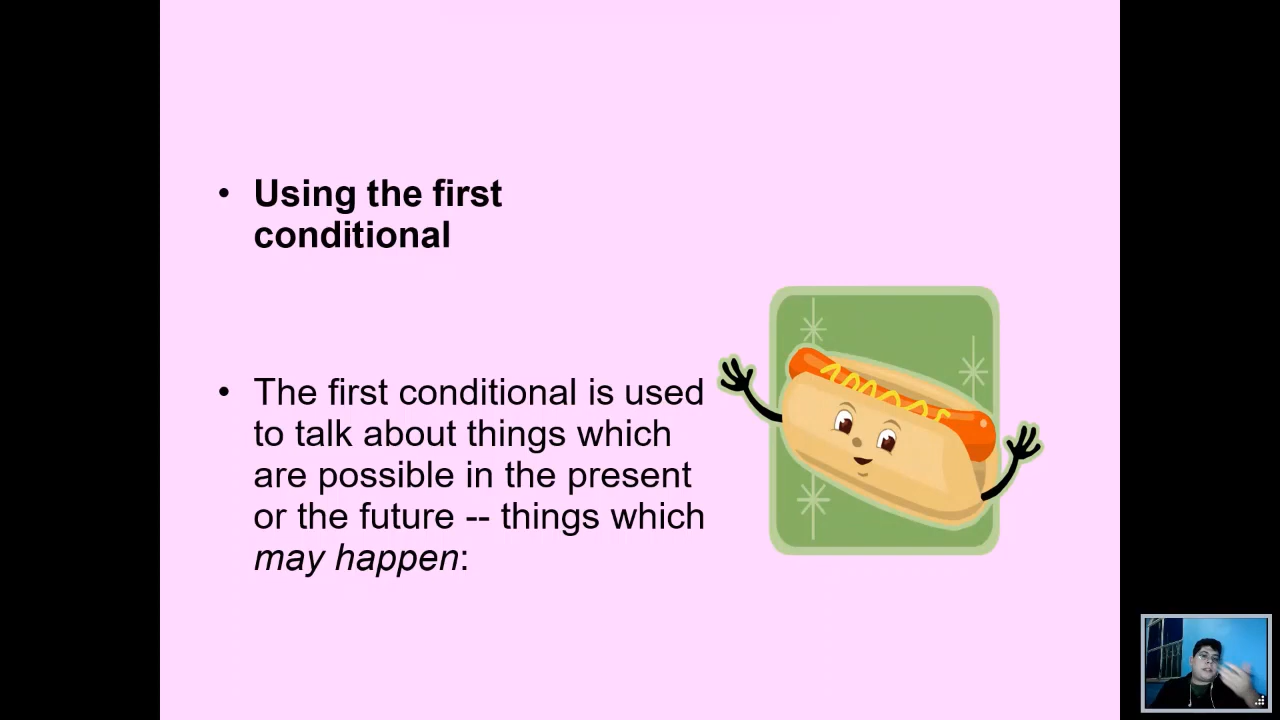 • Using the first
conditional
• The first conditional is used
to talk about things which
are possible in the present
or the future -- things which
may happen: